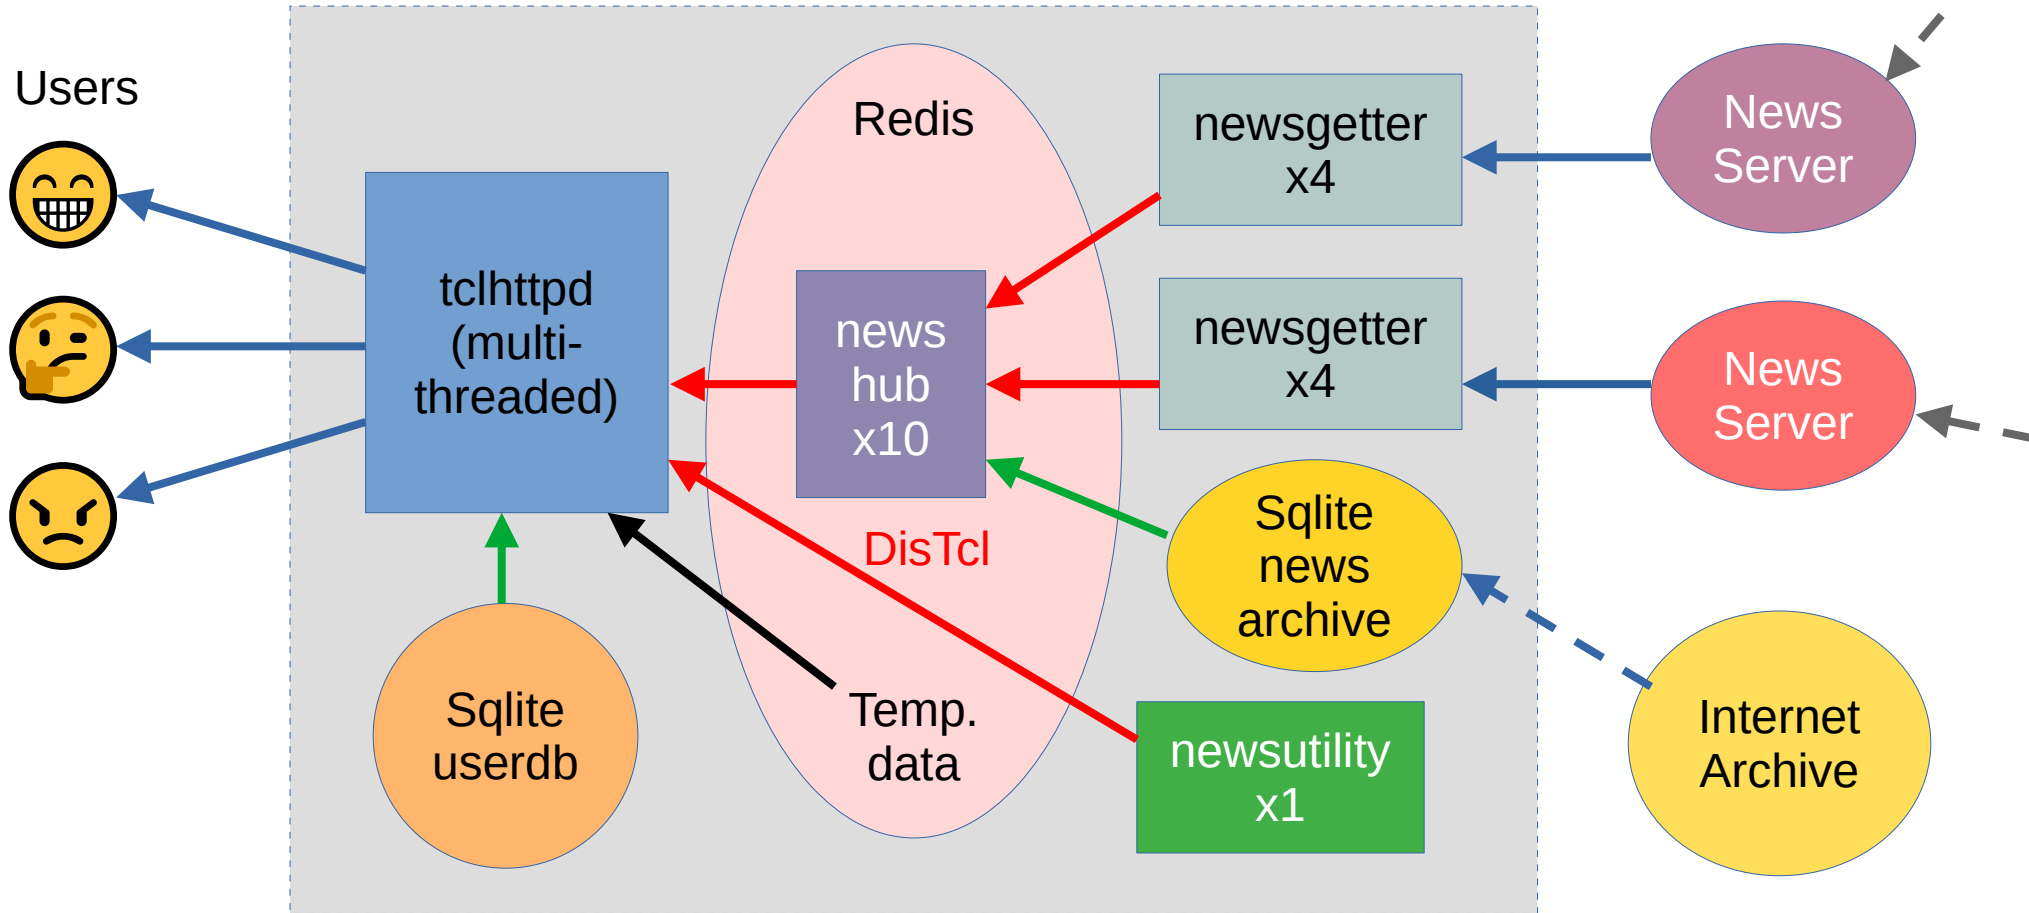 Users
tclhttpd
(multi-
threaded)
Sqlite
userdb
Redis
news
hub
x10
DisTcl
Temp.
data
newsgetter
x4
newsgetter
x4
Sqlite
news
archive
newsutility
x1
News
Server
News
Server
Internet
Archive